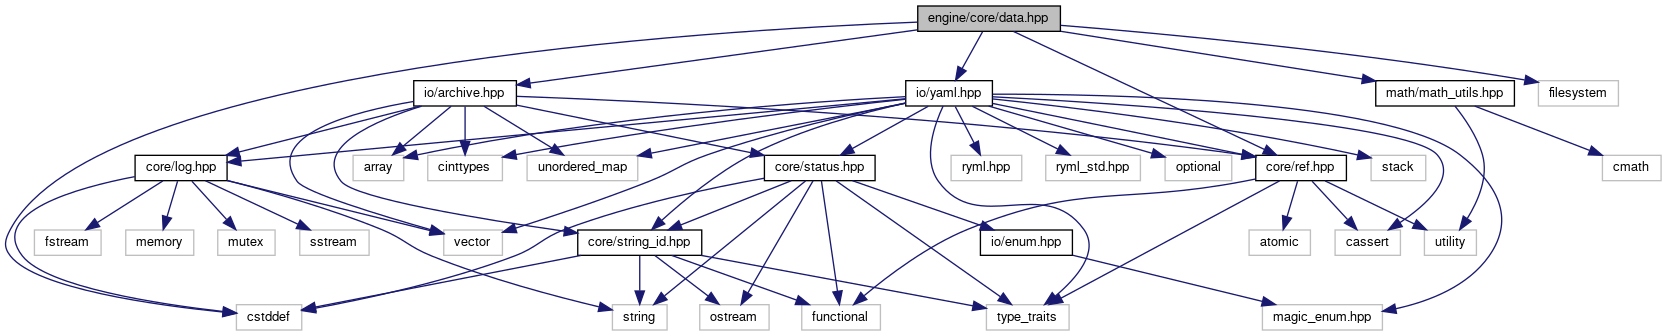 engine/core/data.hpp
io/archive.hpp
io/yaml.hpp
math/math_utils.hpp
filesystem
core/log.hpp
array
cinttypes
unordered_map
core/status.hpp
ryml.hpp
ryml_std.hpp
optional
core/ref.hpp
stack
cmath
fstream
memory
mutex
sstream
vector
core/string_id.hpp
io/enum.hpp
atomic
cassert
utility
cstddef
string
ostream
functional
type_traits
magic_enum.hpp